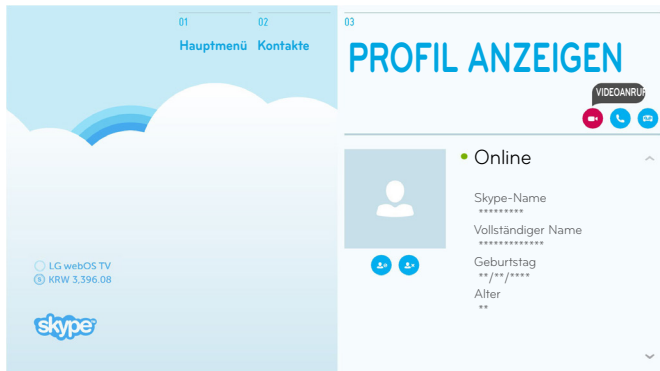 01
Hauptmenü
02
Kontakte
03
PROFIL ANZEIGEN
VIDEOANRUF
Online
Skype-Name
*********
Vollständiger Name
*************
Geburtstag
**/**/****
Alter
**
LG webOS TV
KRW 3,396.08
skype